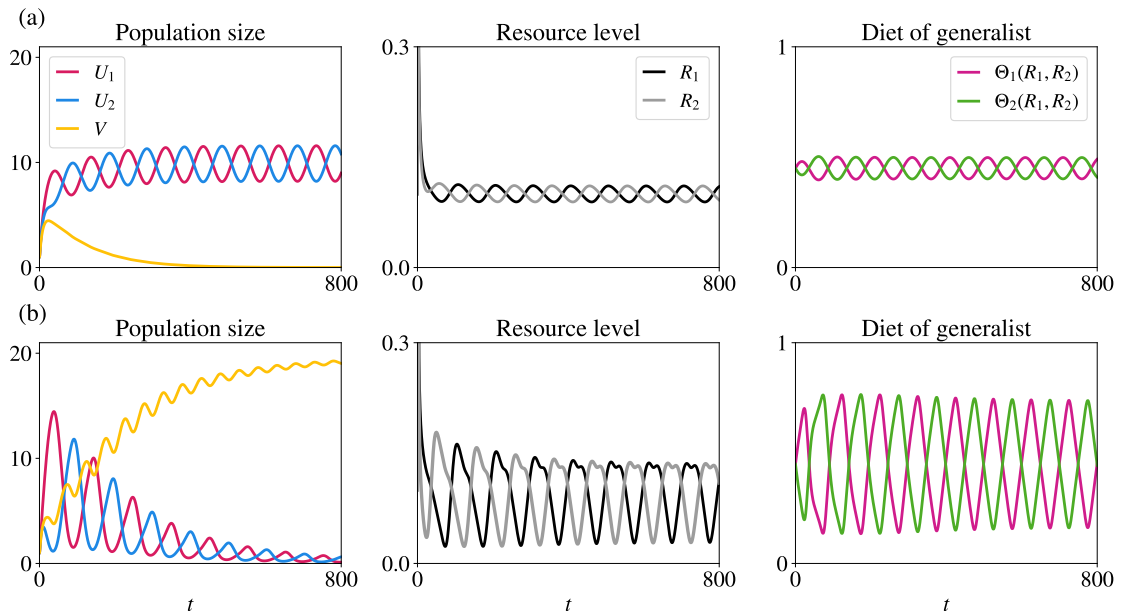 (a)
Population size
20
10
0
0
800
U₁
U₂
V
Resource level
0.3
0.0
0
800
R₁
R₂
Diet of generalist
1
0
0
800
Θ₁(R₁, R₂)
Θ₂(R₁, R₂)
(b)
Population size
20
10
0
0
800
t
Resource level
0.3
0.0
0
800
t
Diet of generalist
1
0
0
800
t